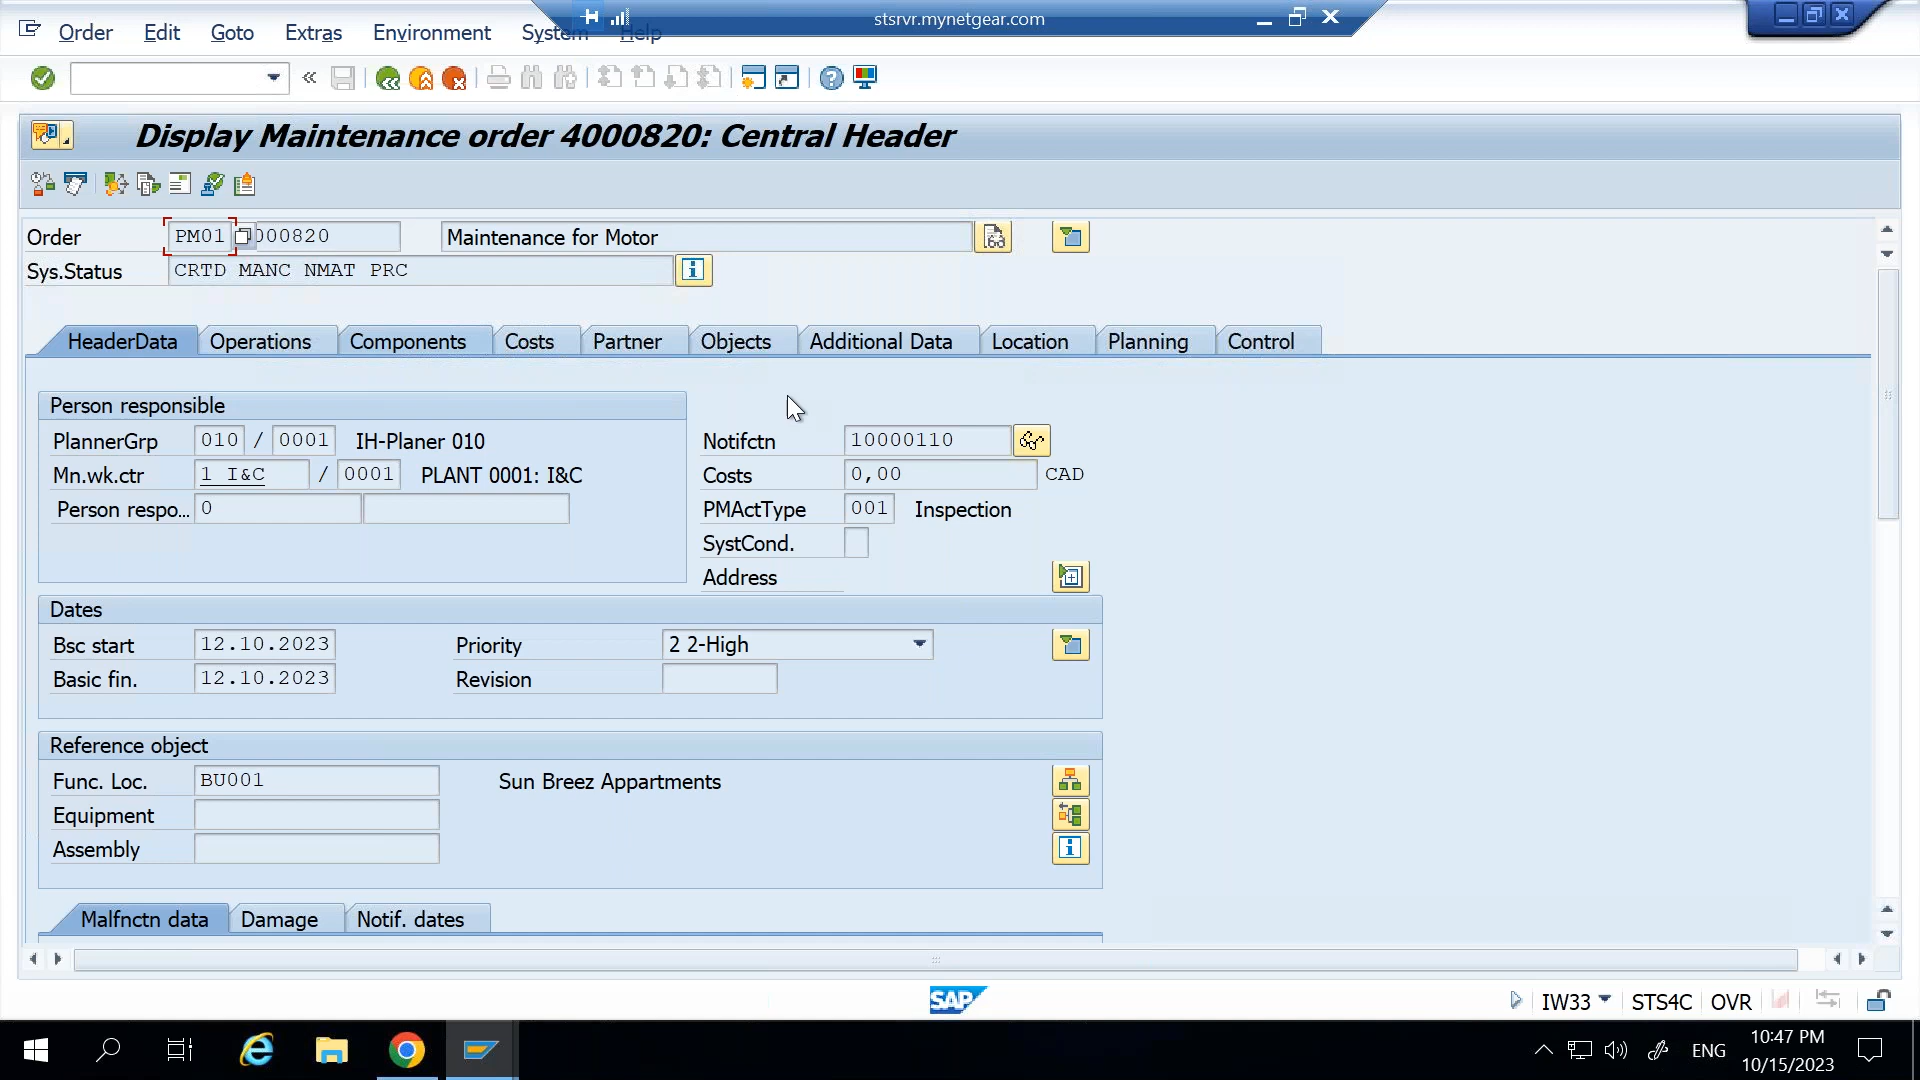 stsrvr.mynetgear.com
Order Edit Goto Extras Environment System Help
Display Maintenance order 4000820: Central Header
Order PM01 000820 Maintenance for Motor
Sys.Status CRTD MANC NMAT PRC
HeaderData Operations Components Costs Partner Objects Additional Data Location Planning Control
Person responsible
PlannerGrp 010 / 0001 IH-Planer 010 Notifctn 10000110
Mn.wk.ctr 1 I&C / 0001 PLANT 0001: I&C Costs 0,00 CAD
Person respo... 0 PMActType 001 Inspection
SystCond.
Address
Dates
Bsc start 12.10.2023 Priority 2 2-High
Basic fin. 12.10.2023 Revision
Reference object
Func. Loc. BU001 Sun Breez Appartments
Equipment
Assembly
Malfnctn data Damage Notif. dates
SAP IW33 STS4C OVR
ENG 10:47 PM
10/15/2023